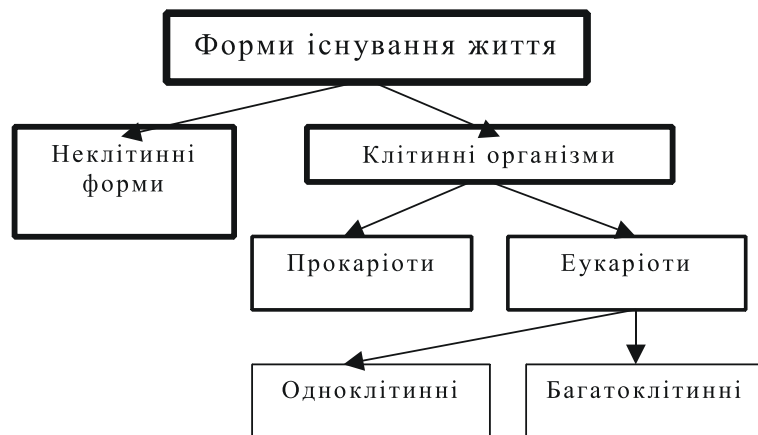 Форми існування життя
Неклітинні
форми
Клітинні організми
Прокаріоти
Еукаріоти
Одноклітинні
Багатоклітинні